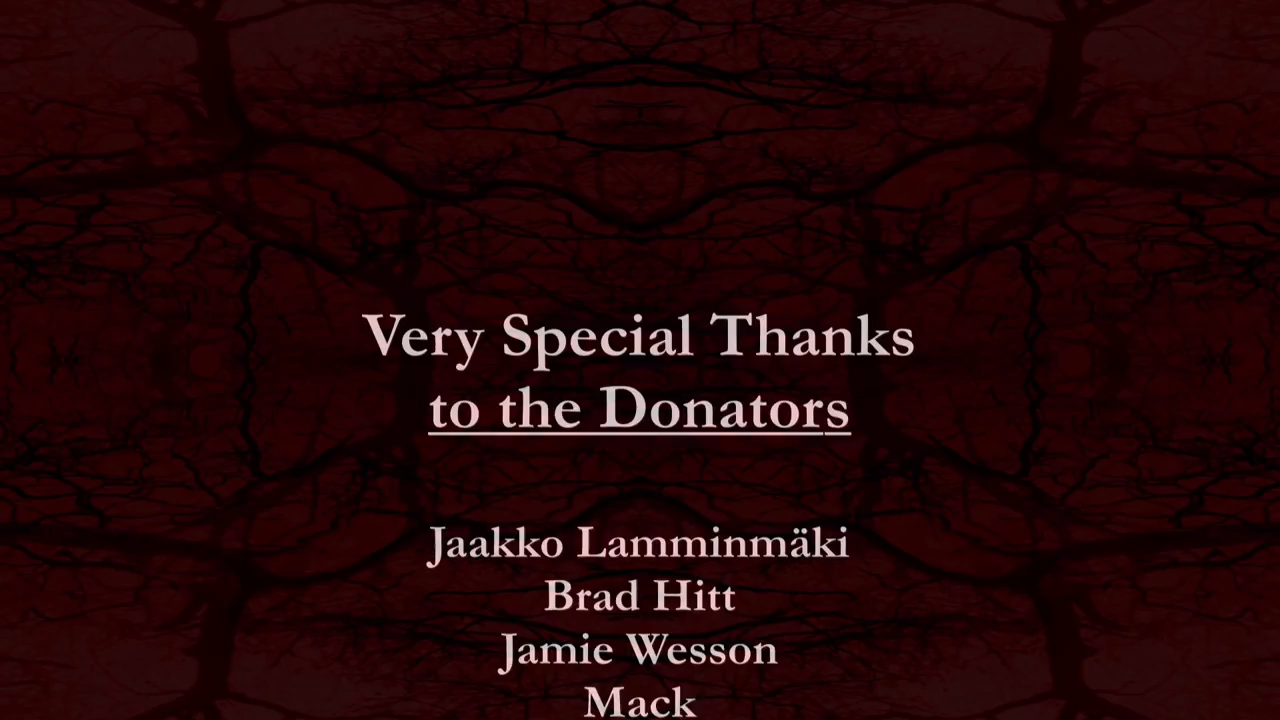 Very Special Thanks
to the Donators
Jaakko Lamminmäki
Brad Hitt
Jamie Wesson
Mack